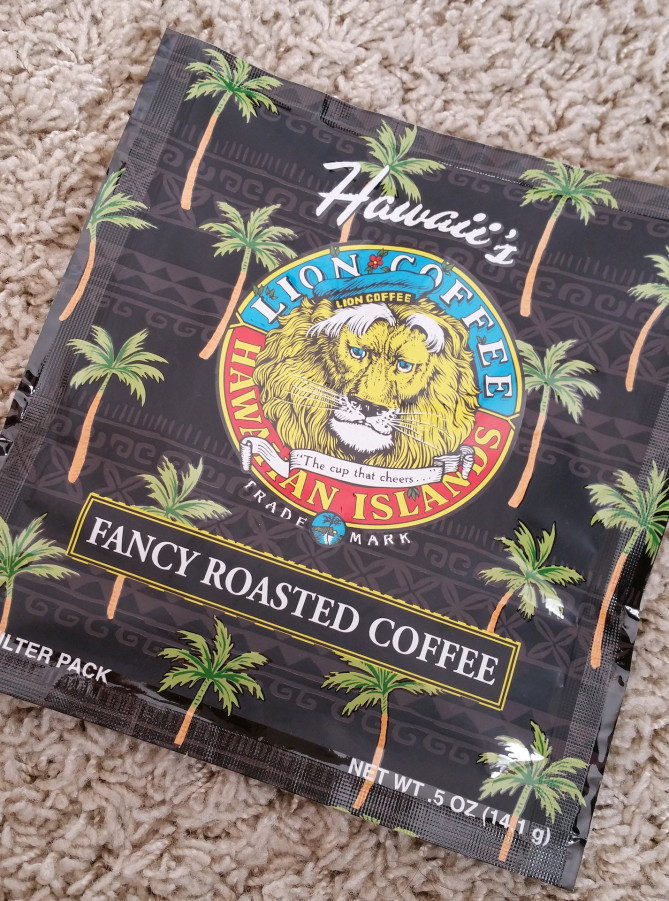 Hawaii's
LION COFFEE
LION COFFEE
HAWAIIAN ISLANDS
"The cup that cheers...
TRADE MARK
FANCY ROASTED COFFEE
FILTER PACK
NET WT .5 OZ (14.1 g)